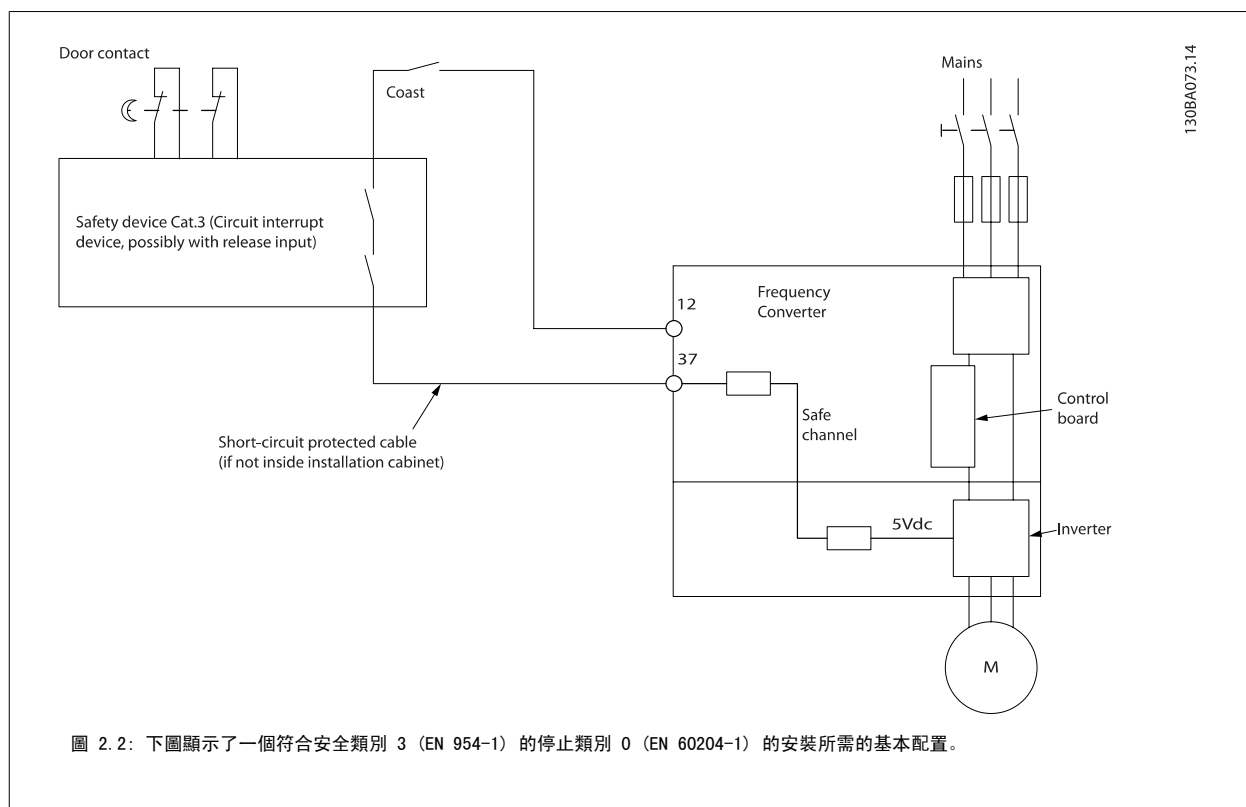 Door contact
Coast
Mains
130BA073.14
Safety device Cat.3 (Circuit interrupt
device, possibly with release input)
12
Frequency
Converter
37
Safe
channel
Control
board
Short-circuit protected cable
(if not inside installation cabinet)
5Vdc
Inverter
M
圖 2.2: 下圖顯示了一個符合安全類別 3 (EN 954-1) 的停止類別 0 (EN 60204-1) 的安裝所需的基本配置。